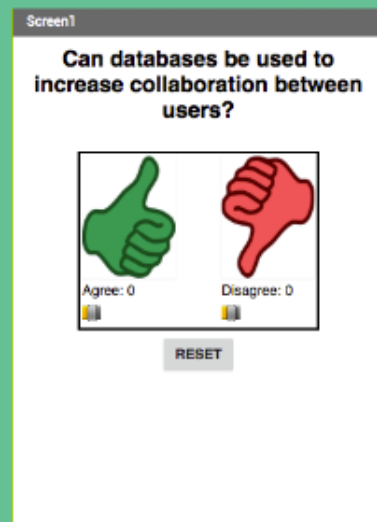 Screen1
Can databases be used to
increase collaboration between
users?
Agree: 0 Disagree: 0
RESET